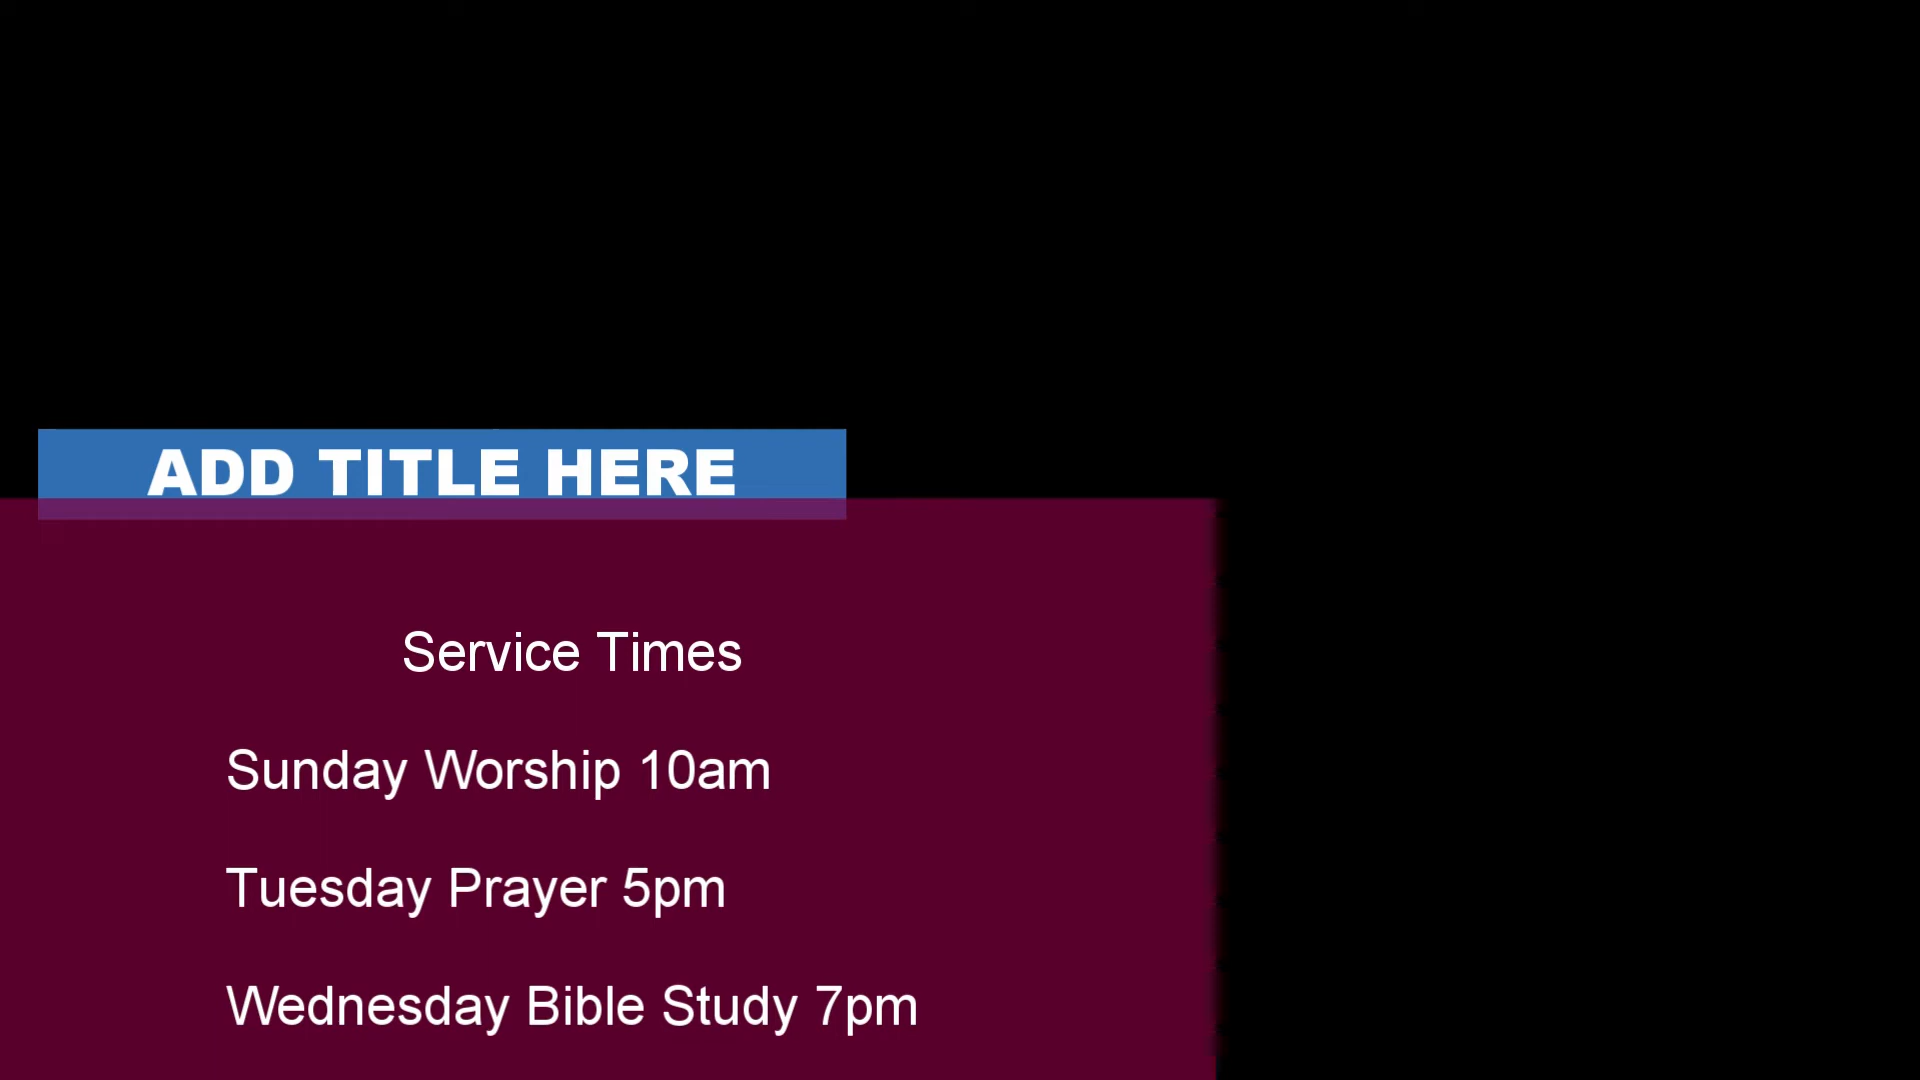 ADD TITLE HERE
Service Times
Sunday Worship 10am
Tuesday Prayer 5pm
Wednesday Bible Study 7pm